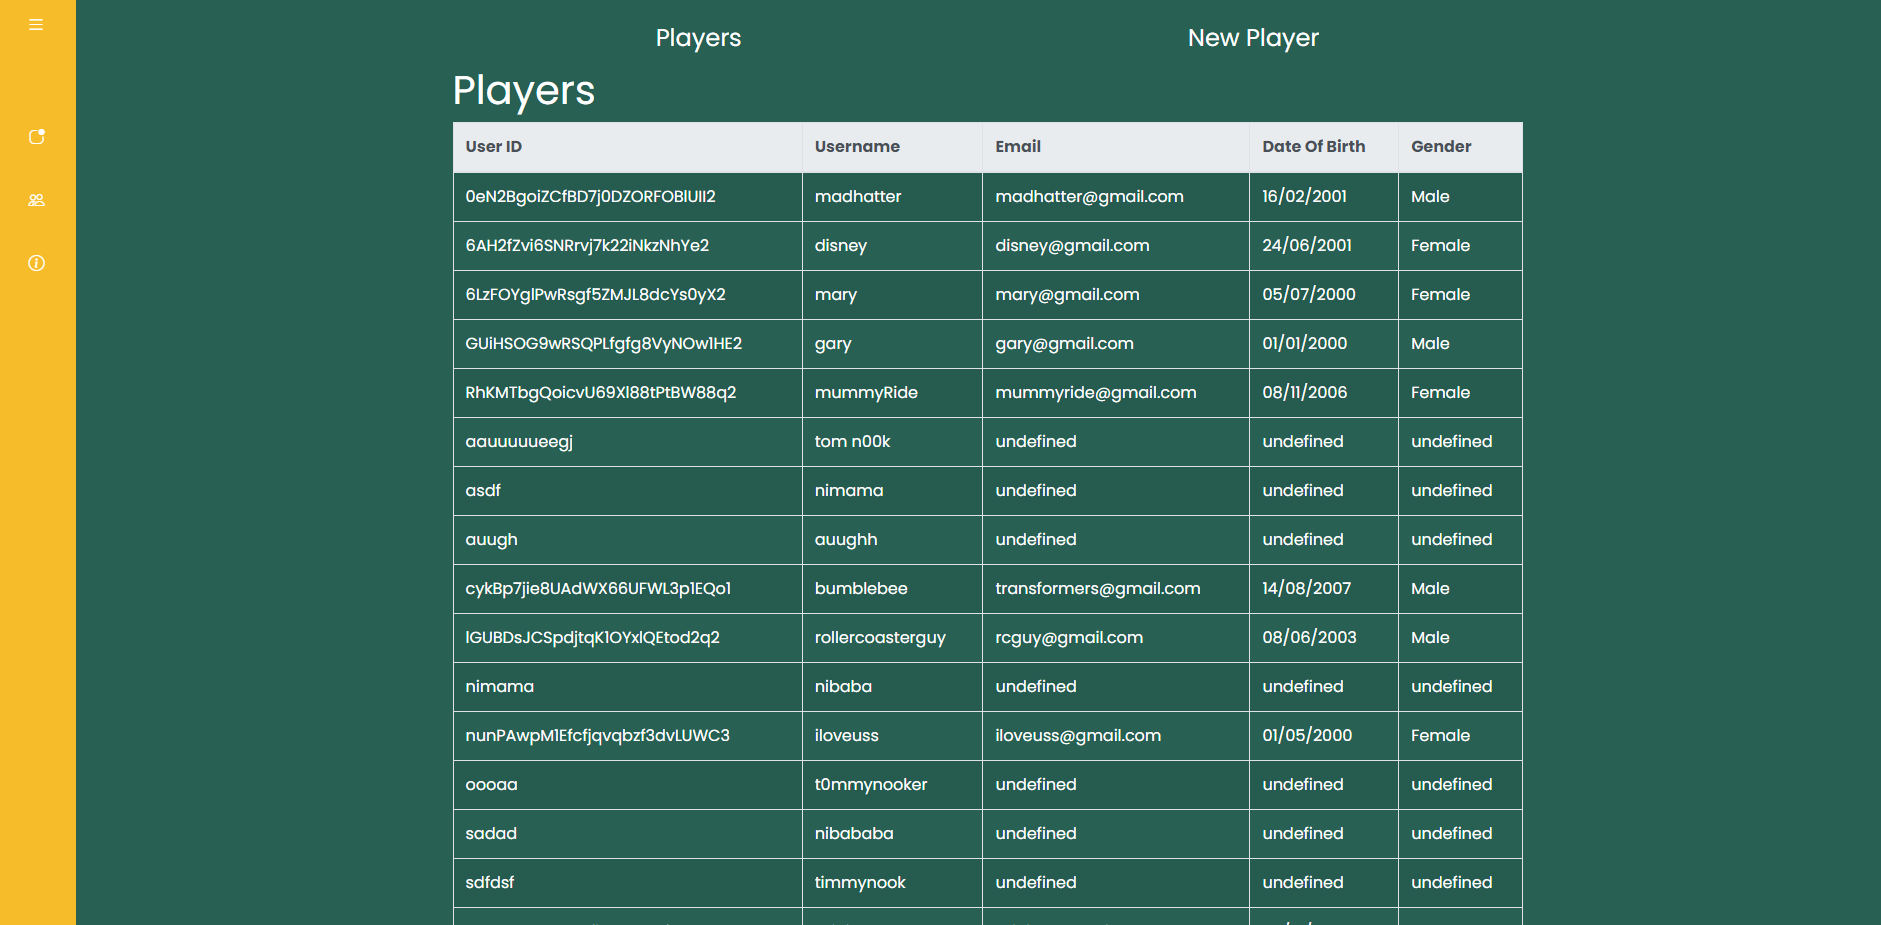 Players New Player
Players
User ID Username Email Date Of Birth Gender
0eN2BgoiZCfBD7j0DZORFOBlUII2 madhatter madhatter@gmail.com 16/02/2001 Male
6AH2fZvi6SNRrvj7k22iNkzNhYe2 disney disney@gmail.com 24/06/2001 Female
6LzFOYglPwRsgf5ZMJL8dcYs0yX2 mary mary@gmail.com 05/07/2000 Female
GUiHSOG9wRSQPLfgfg8VyNOw1HE2 gary gary@gmail.com 01/01/2000 Male
RhKMTbgQoicvU69Xl88tPtBW88q2 mummyRide mummyride@gmail.com 08/11/2006 Female
aauuuuueegj tom n00k undefined undefined undefined
asdf nimama undefined undefined undefined
auugh auughh undefined undefined undefined
cykBp7jie8UAdWX66UFWL3p1EQo1 bumblebee transformers@gmail.com 14/08/2007 Male
lGUBDsJCSpdjtqK1OYxlQEtod2q2 rollercoasterguy rcguy@gmail.com 08/06/2003 Male
nimama nibaba undefined undefined undefined
nunPAwpM1Efcfjqvqbzf3dvLUWC3 iloveuss iloveuss@gmail.com 01/05/2000 Female
oooaa t0mmynooker undefined undefined undefined
sadad nibababa undefined undefined undefined
sdfdsf timmynook undefined undefined undefined